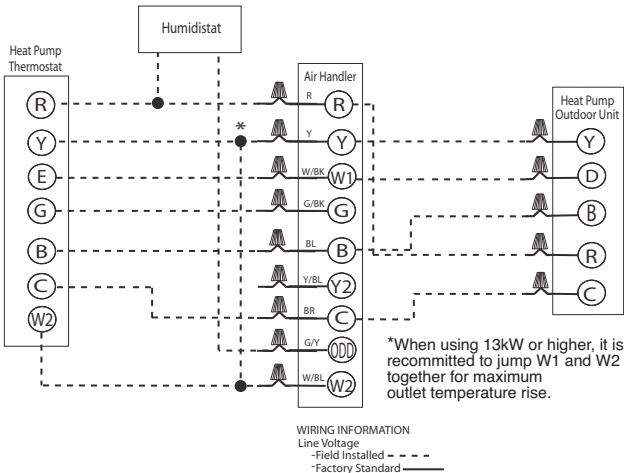 Humidistat
Heat Pump
Thermostat
Air Handler
Heat Pump
Outdoor Unit
R R R
Y * Y Y Y
E W/BK W1 D
G G/BK G B
B BL B R
Y/BL Y2
C BR C C
W2 G/Y ODD
W/BL W2
*When using 13kW or higher, it is
recommitted to jump W1 and W2
together for maximum
outlet temperature rise.
WIRING INFORMATION
Line Voltage
-Field Installed
-Factory Standard